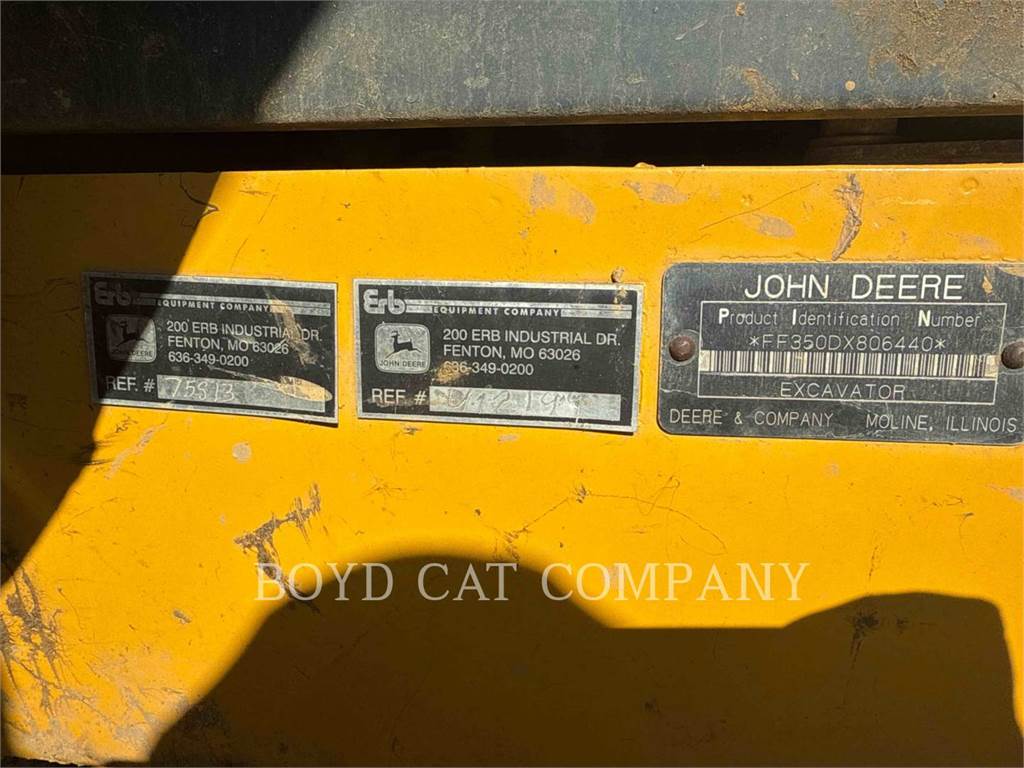 Erb
EQUIPMENT COMPANY
JOHN DEERE
200 ERB INDUSTRIAL DR.
FENTON, MO 63026
636-349-0200
REF. # 75813
Erb
EQUIPMENT COMPANY
200 ERB INDUSTRIAL DR.
FENTON, MO 63026
636-349-0200
REF. #
JOHN DEERE
Product Identification Number
*FF350DX806440*
EXCAVATOR
DEERE & COMPANY MOLINE, ILLINOIS
BOYD CAT COMPANY